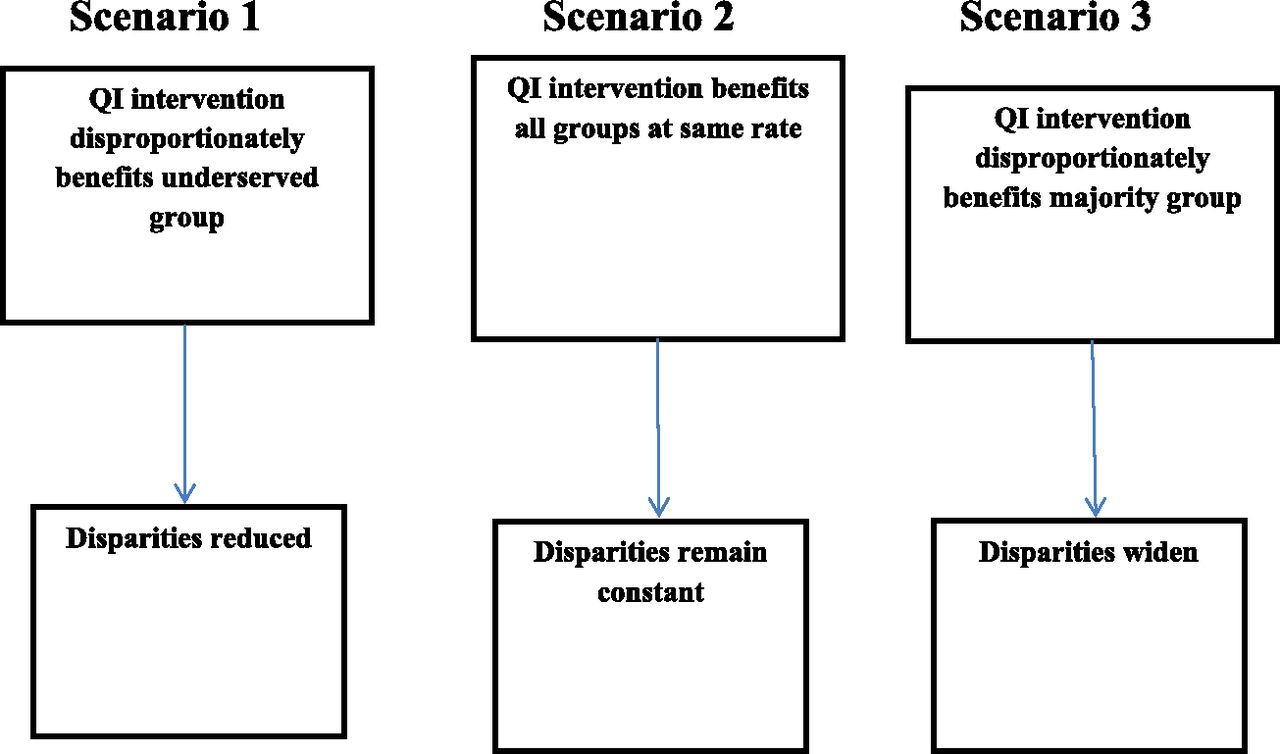 Scenario 1
QI intervention
disproportionately
benefits underserved
group
Disparities reduced
Scenario 2
QI intervention benefits
all groups at same rate
Disparities remain
constant
Scenario 3
QI intervention
disproportionately
benefits majority group
Disparities widen